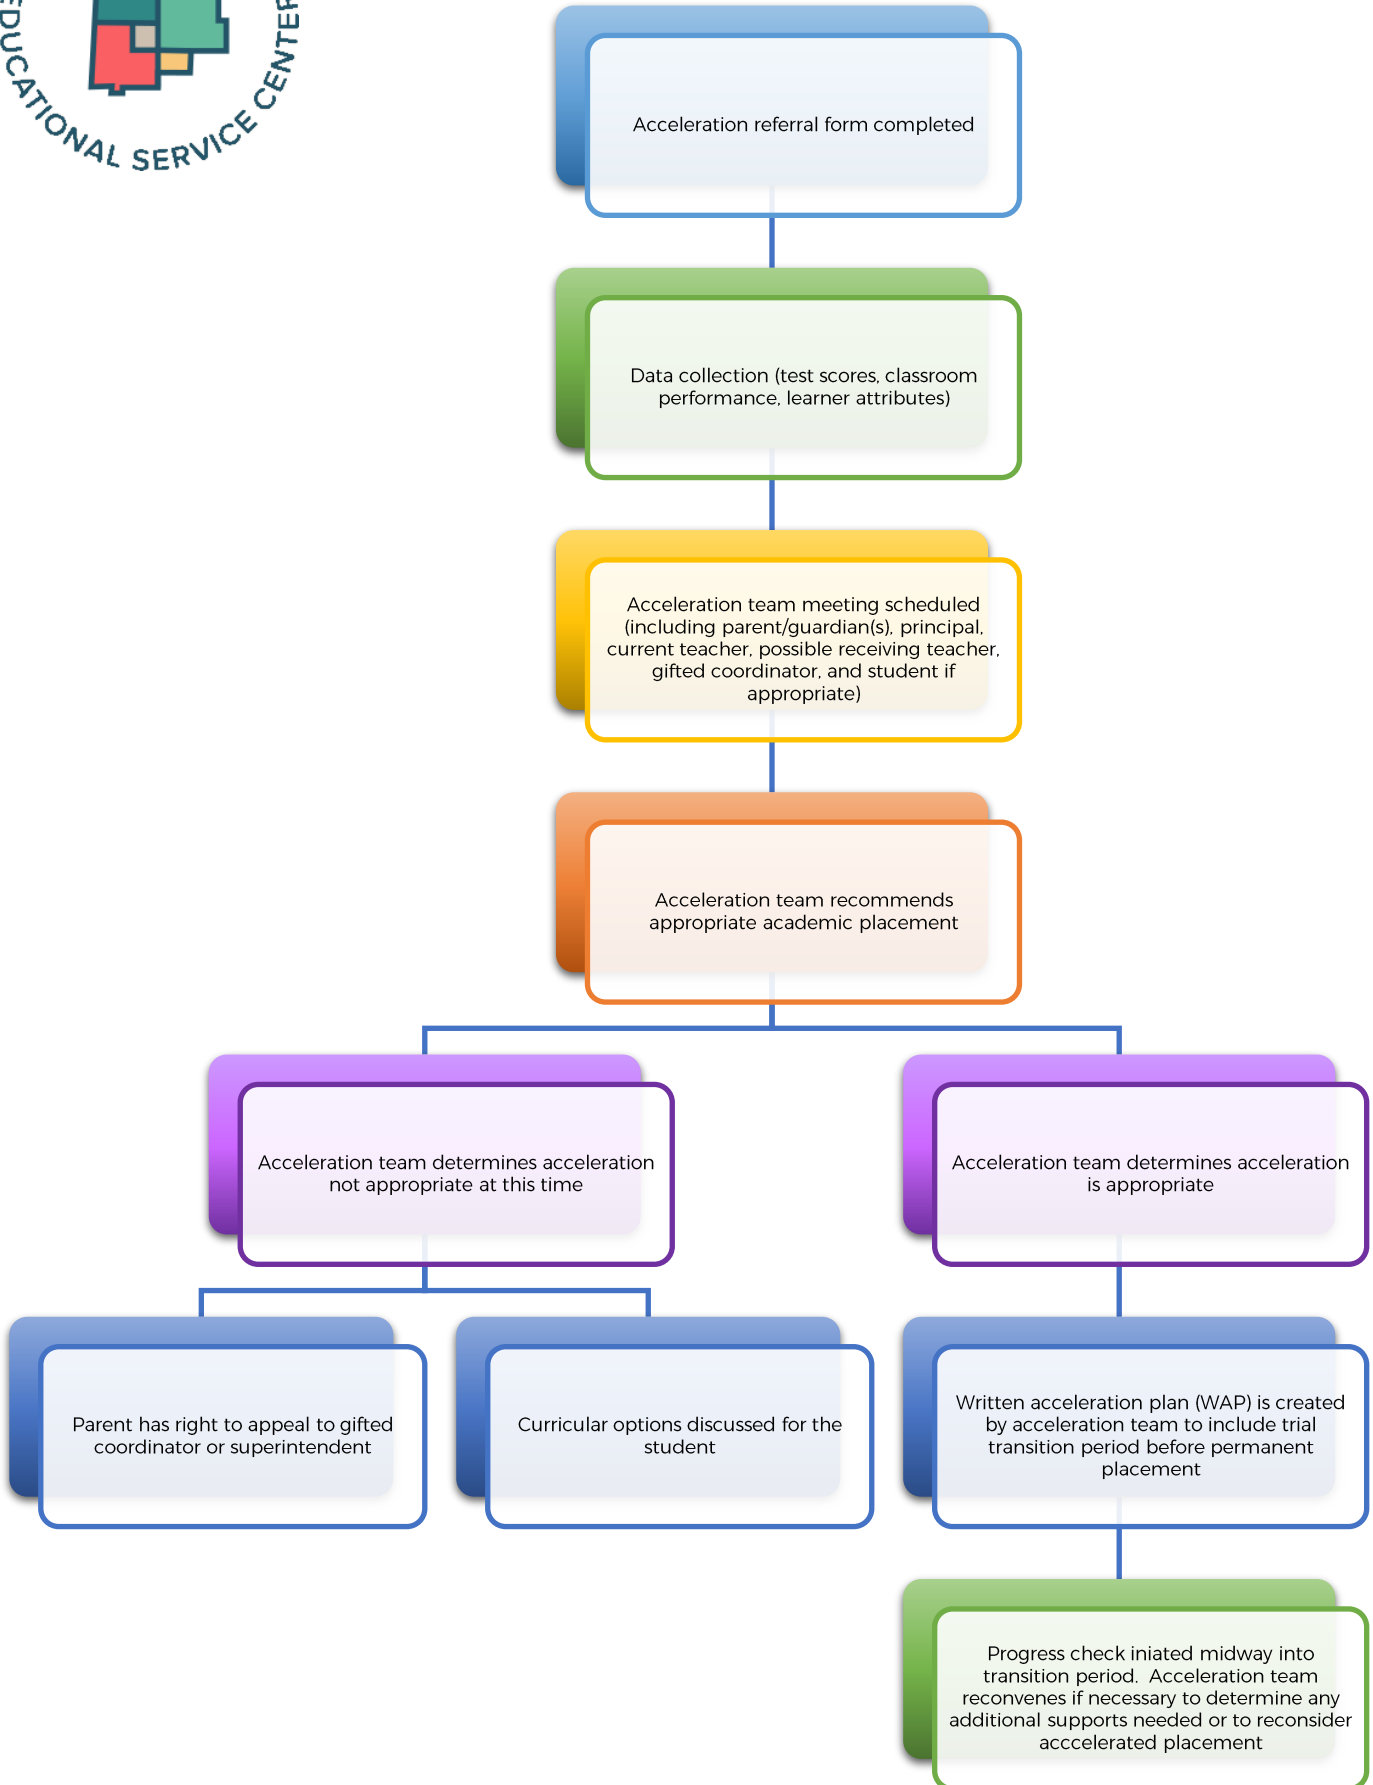 EDUCATIONAL SERVICE CENTER
Acceleration referral form completed
Data collection (test scores, classroom
performance, learner attributes)
Acceleration team meeting scheduled
(including parent/guardian(s), principal,
current teacher, possible receiving teacher,
gifted coordinator, and student if
appropriate)
Acceleration team recommends
appropriate academic placement
Acceleration team determines acceleration
not appropriate at this time
Acceleration team determines acceleration
is appropriate
Parent has right to appeal to gifted
coordinator or superintendent
Curricular options discussed for the
student
Written acceleration plan (WAP) is created
by acceleration team to include trial
transition period before permanent
placement
Progress check iniated midway into
transition period.  Acceleration team
reconvenes if necessary to determine any
additional supports needed or to reconsider
acccelerated placement